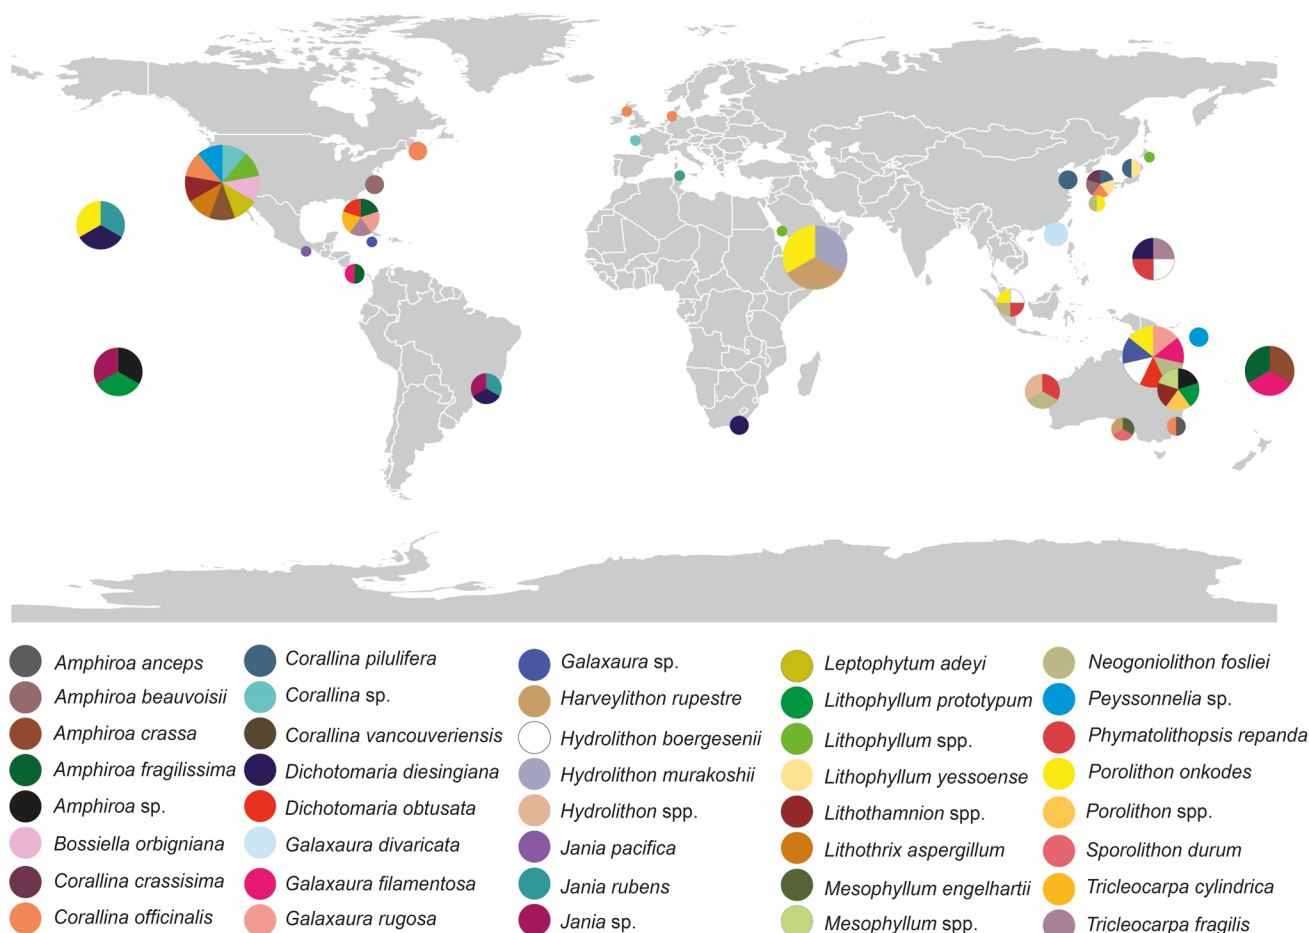 Amphiroa anceps
Amphiroa beauvoisii
Amphiroa crassa
Amphiroa fragilissima
Amphiroa sp.
Bossiella orbigniana
Corallina crassisima
Corallina officinalis
Corallina pilulifera
Corallina sp.
Corallina vancouveriensis
Dichotomaria diesingiana
Dichotomaria obtusata
Galaxaura divaricata
Galaxaura filamentosa
Galaxaura rugosa
Galaxaura sp.
Harveylithon rupestre
Hydrolithon boergesenii
Hydrolithon murakoshii
Hydrolithon spp.
Jania pacifica
Jania rubens
Jania sp.
Leptophytum adeyi
Lithophyllum prototypum
Lithophyllum spp.
Lithophyllum yessoense
Lithothamnion spp.
Lithothrix aspergillum
Mesophyllum engelhartii
Mesophyllum spp.
Neogoniolithon fosliei
Peyssonnelia sp.
Phymatolithopsis repanda
Porolithon onkodes
Porolithon spp.
Sporolithon durum
Tricleocarpa cylindrica
Tricleocarpa fragilis